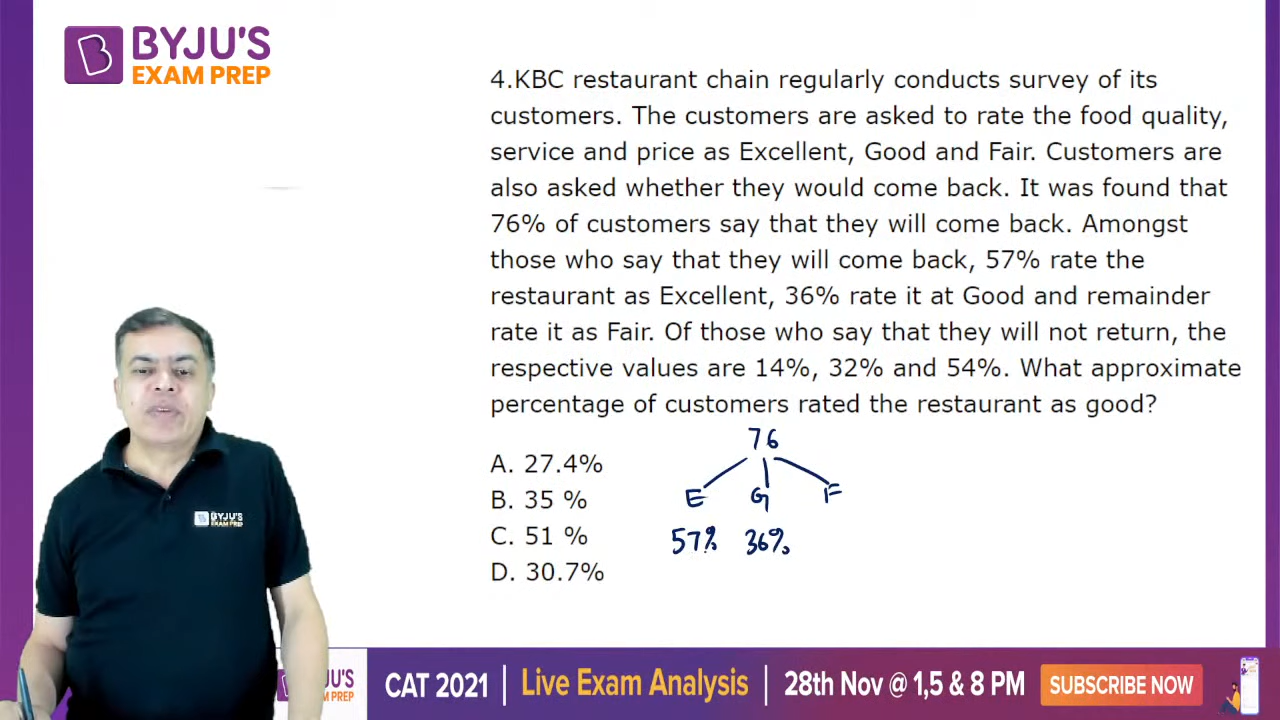 BYJU'S
EXAM PREP
4.KBC restaurant chain regularly conducts survey of its
customers. The customers are asked to rate the food quality,
service and price as Excellent, Good and Fair. Customers are
also asked whether they would come back. It was found that
76% of customers say that they will come back. Amongst
those who say that they will come back, 57% rate the
restaurant as Excellent, 36% rate it at Good and remainder
rate it as Fair. Of those who say that they will not return, the
respective values are 14%, 32% and 54%. What approximate
percentage of customers rated the restaurant as good?
76
A. 27.4%
B. 35 %
E G F
C. 51 %
57% 36%
D. 30.7%
BYJU'S
EXAM PREP
BYJU'S
EXAM PREP
CAT 2021 | Live Exam Analysis | 28th Nov @ 1,5 & 8 PM
SUBSCRIBE NOW